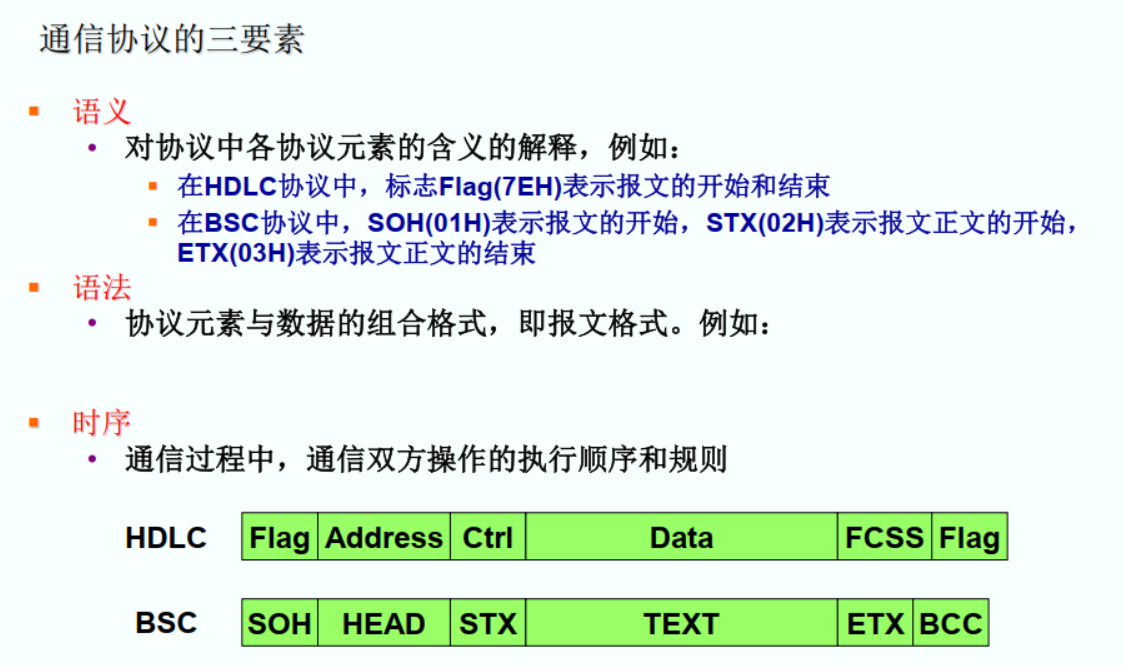 通信协议的三要素
语义
对协议中各协议元素的含义的解释，例如：
在HDLC协议中，标志Flag(7EH)表示报文的开始和结束
在BSC协议中，SOH(01H)表示报文的开始，STX(02H)表示报文正文的开始，
ETX(03H)表示报文正文的结束
语法
协议元素与数据的组合格式，即报文格式。例如：
时序
通信过程中，通信双方操作的执行顺序和规则
HDLC Flag Address Ctrl Data FCSS Flag
BSC SOH HEAD STX TEXT ETX BCC